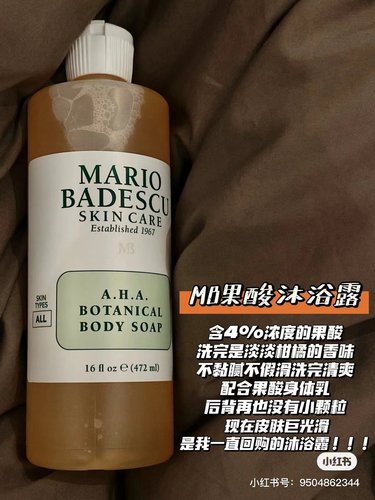 MARIO
BADESCU
SKIN CARE
Established 1967
MB
SKIN
TYPES
ALL
A.H.A.
BOTANICAL
BODY SOAP
16 fl oz ℮ (472 ml)
MB果酸沐浴露
含4%浓度的果酸
洗完是淡淡柑橘的香味
不黏腻不假滑洗完清爽
配合果酸身体乳
后背再也没有小颗粒
现在皮肤巨光滑
是我一直回购的沐浴露！！！
小红书
小红书号：9504862344